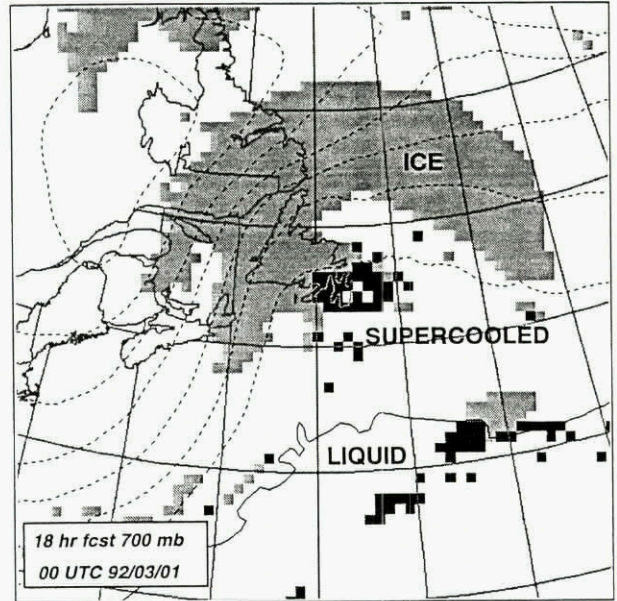 ICE
SUPERCOOLED
LIQUID
18 hr fcst 700 mb
00 UTC 92/03/01